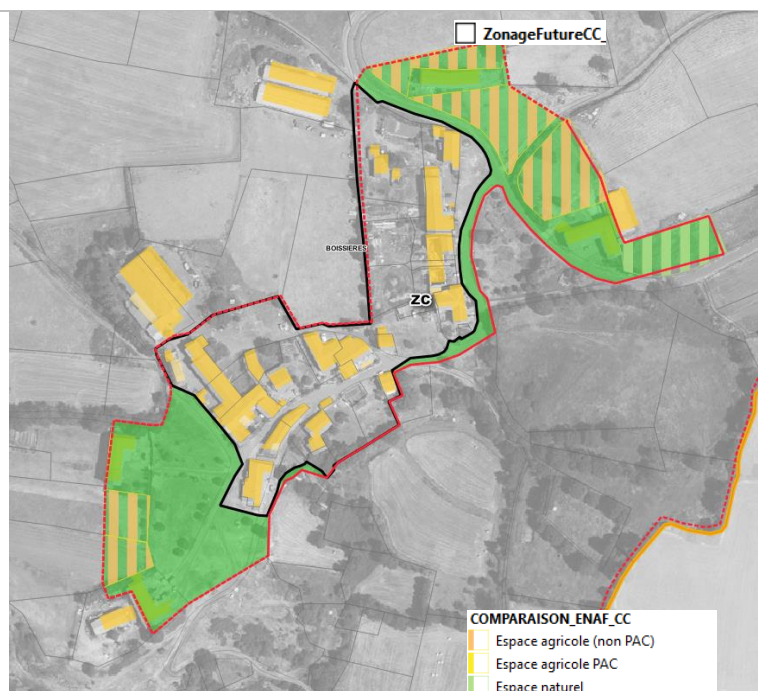 ZonageFutureCC_
BOISSIERES
ZC
COMPARAISON_ENAF_CC
Espace agricole (non PAC)
Espace agricole PAC
Espace naturel